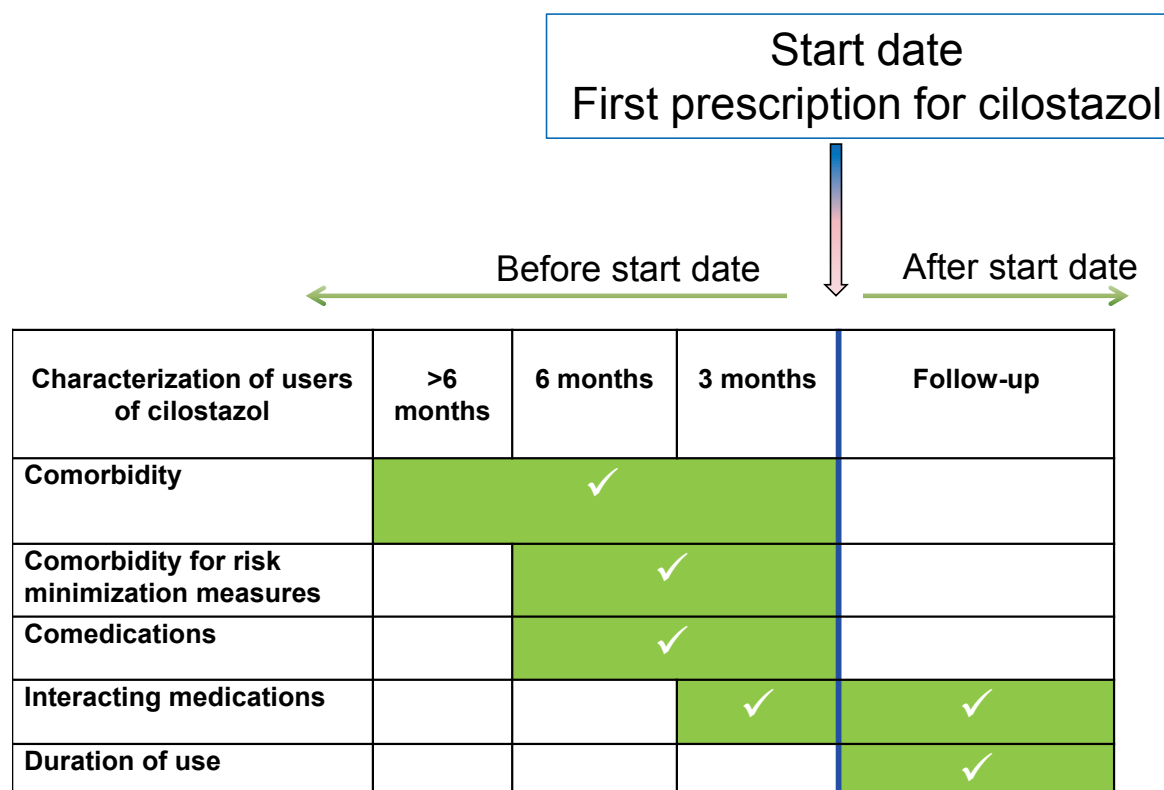 Start date
First prescription for cilostazol
Before start date
After start date
Characterization of users
of cilostazol
>6
months
6 months
3 months
Follow-up
Comorbidity
✓
Comorbidity for risk
minimization measures
✓
Comedications
✓
Interacting medications
✓
✓
Duration of use
✓